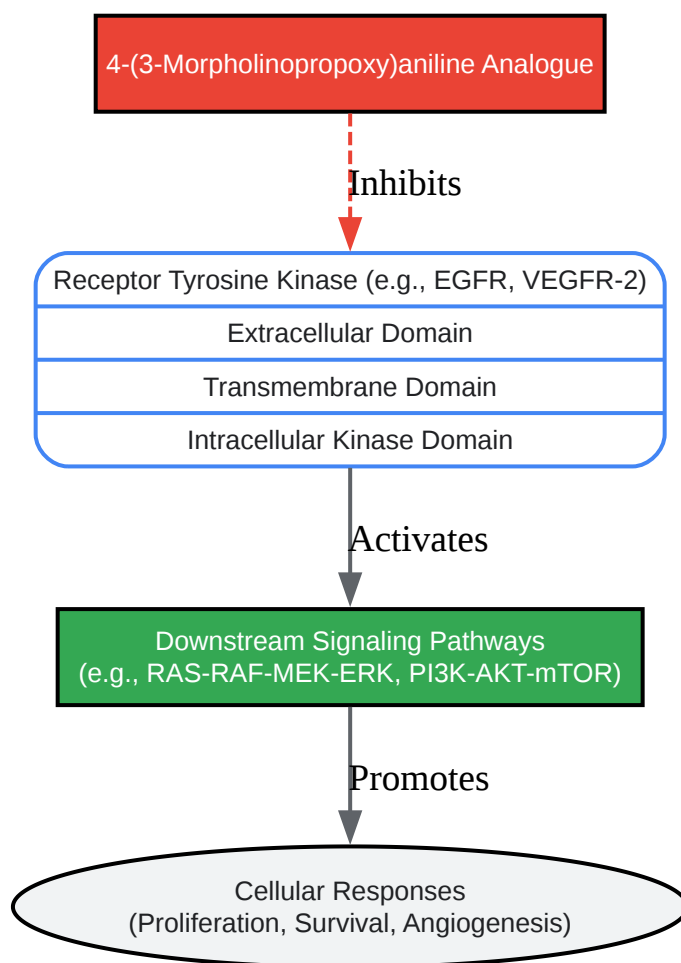 4-(3-Morpholinopropoxy)aniline Analogue
Inhibits
Receptor Tyrosine Kinase (e.g., EGFR, VEGFR-2)
Extracellular Domain
Transmembrane Domain
Intracellular Kinase Domain
Activates
Downstream Signaling Pathways
(e.g., RAS-RAF-MEK-ERK, PI3K-AKT-mTOR)
Promotes
Cellular Responses
(Proliferation, Survival, Angiogenesis)